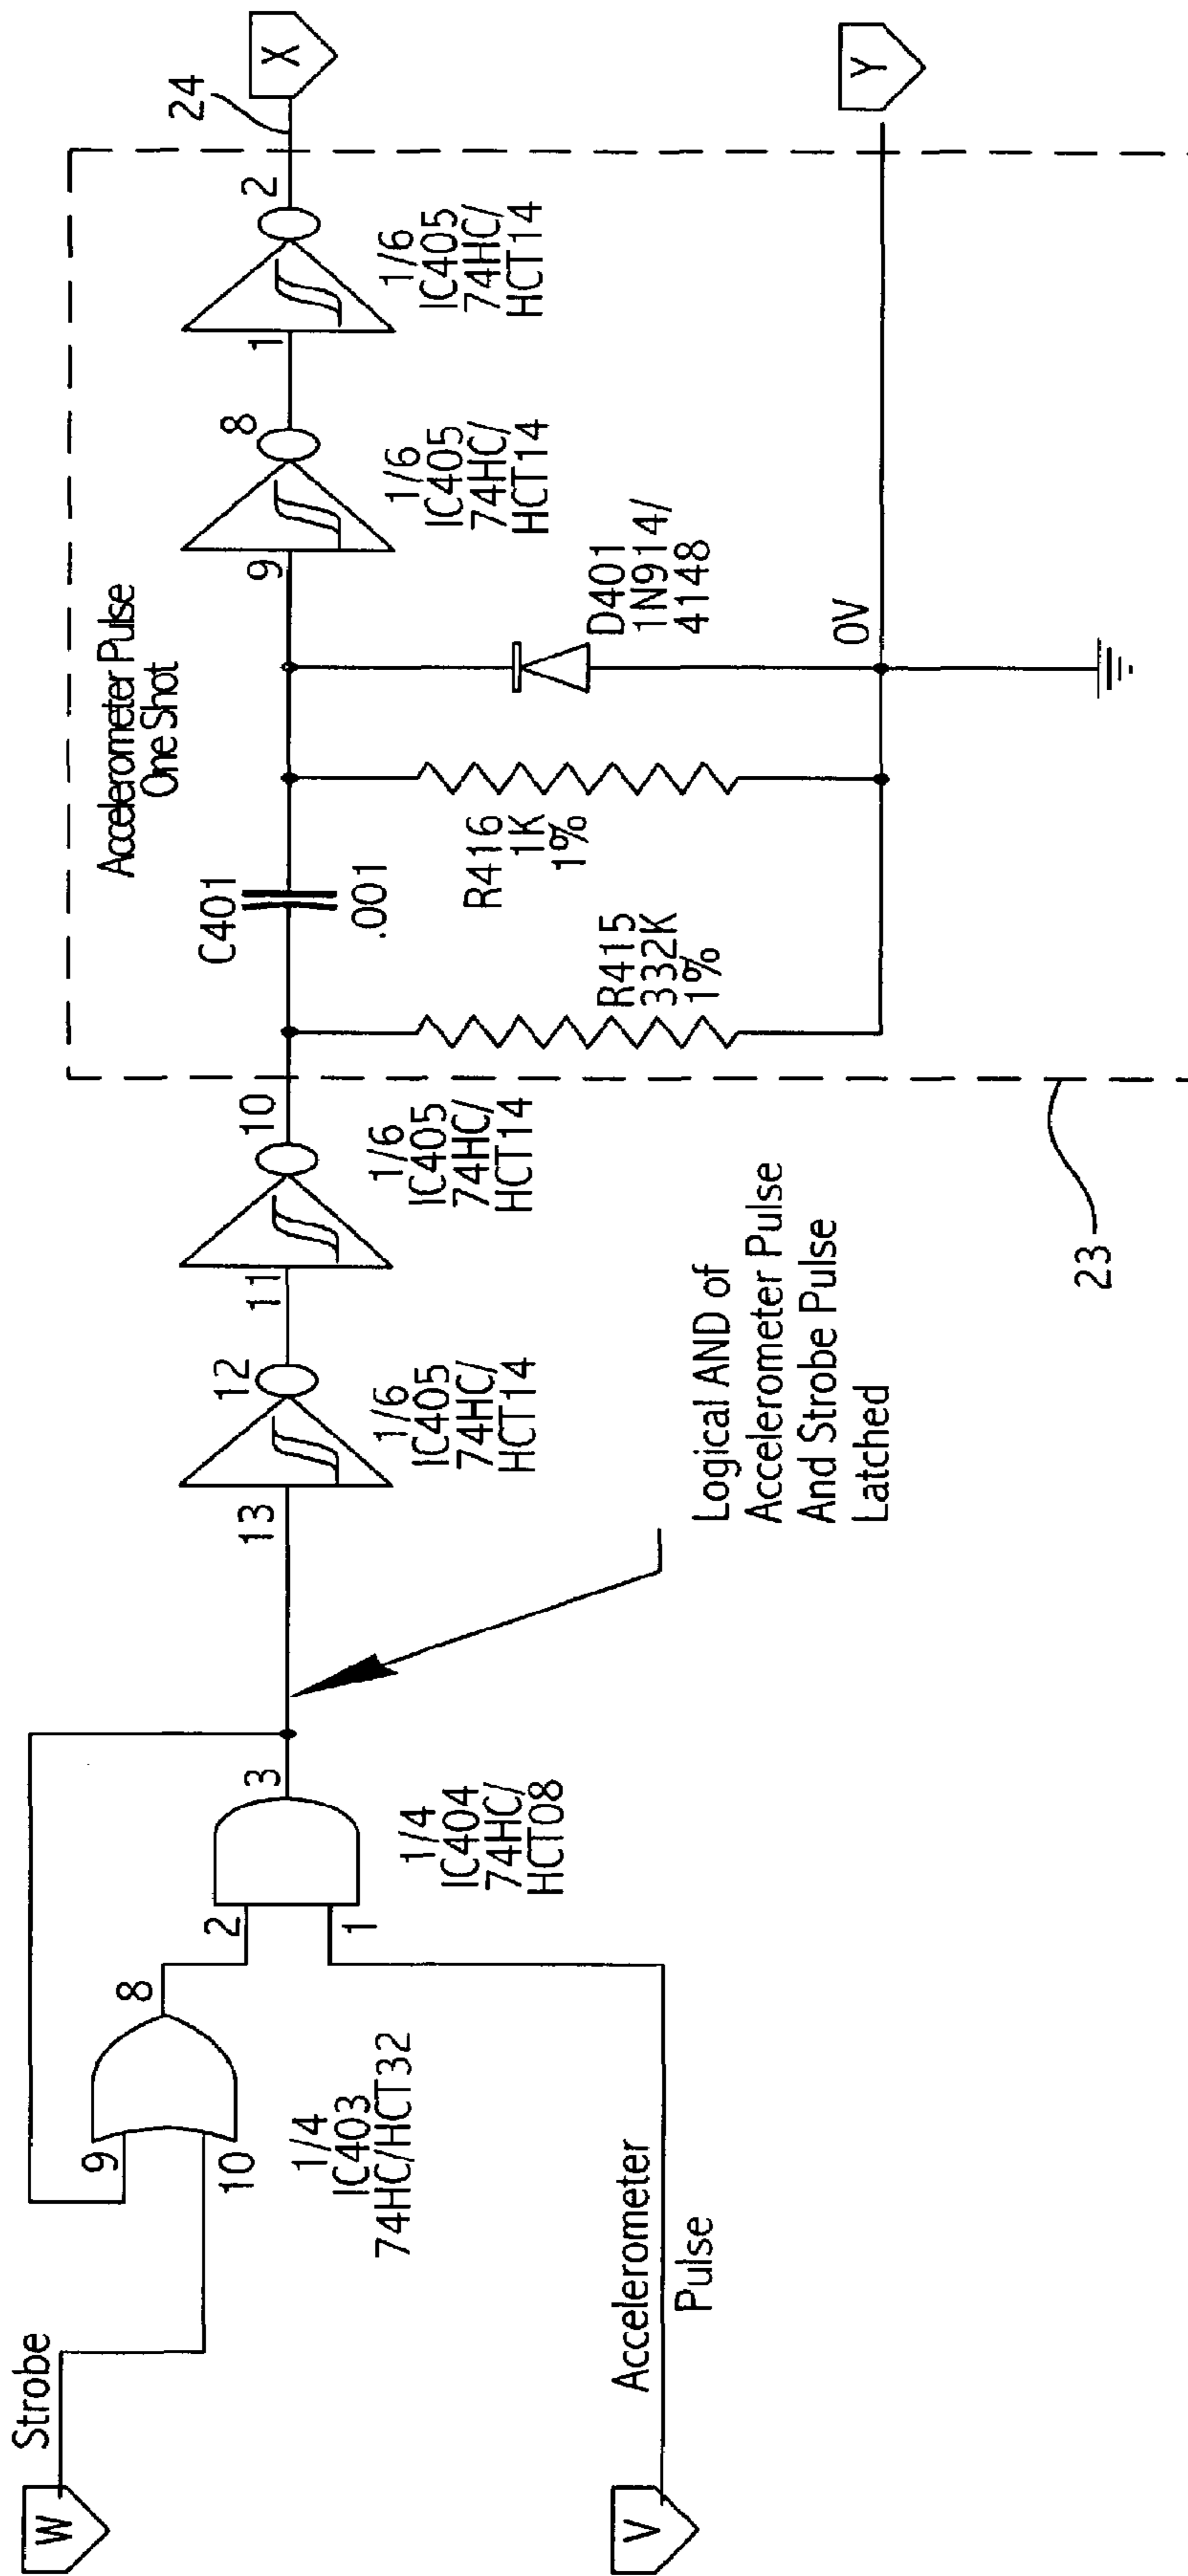 W
Strobe
9
10
8
1/4
IC403
74HC/HCT32
V
Accelerometer
Pulse
2
1
3
1/4
IC404
74HC/
HCT08
Logical AND of
Accelerometer Pulse
And Strobe Pulse
Latched
13
12
1/6
IC405
74HC/
HCT14
11
10
1/6
IC405
74HC/
HCT14
23
Accelerometer Pulse
One Shot
C401
.001
R415
332K
1%
R416
1K
1%
D401
1N914/
4148
0V
9
8
1/6
IC405
74HC/
HCT14
1
2
1/6
IC405
74HC/
HCT14
24
X
Y